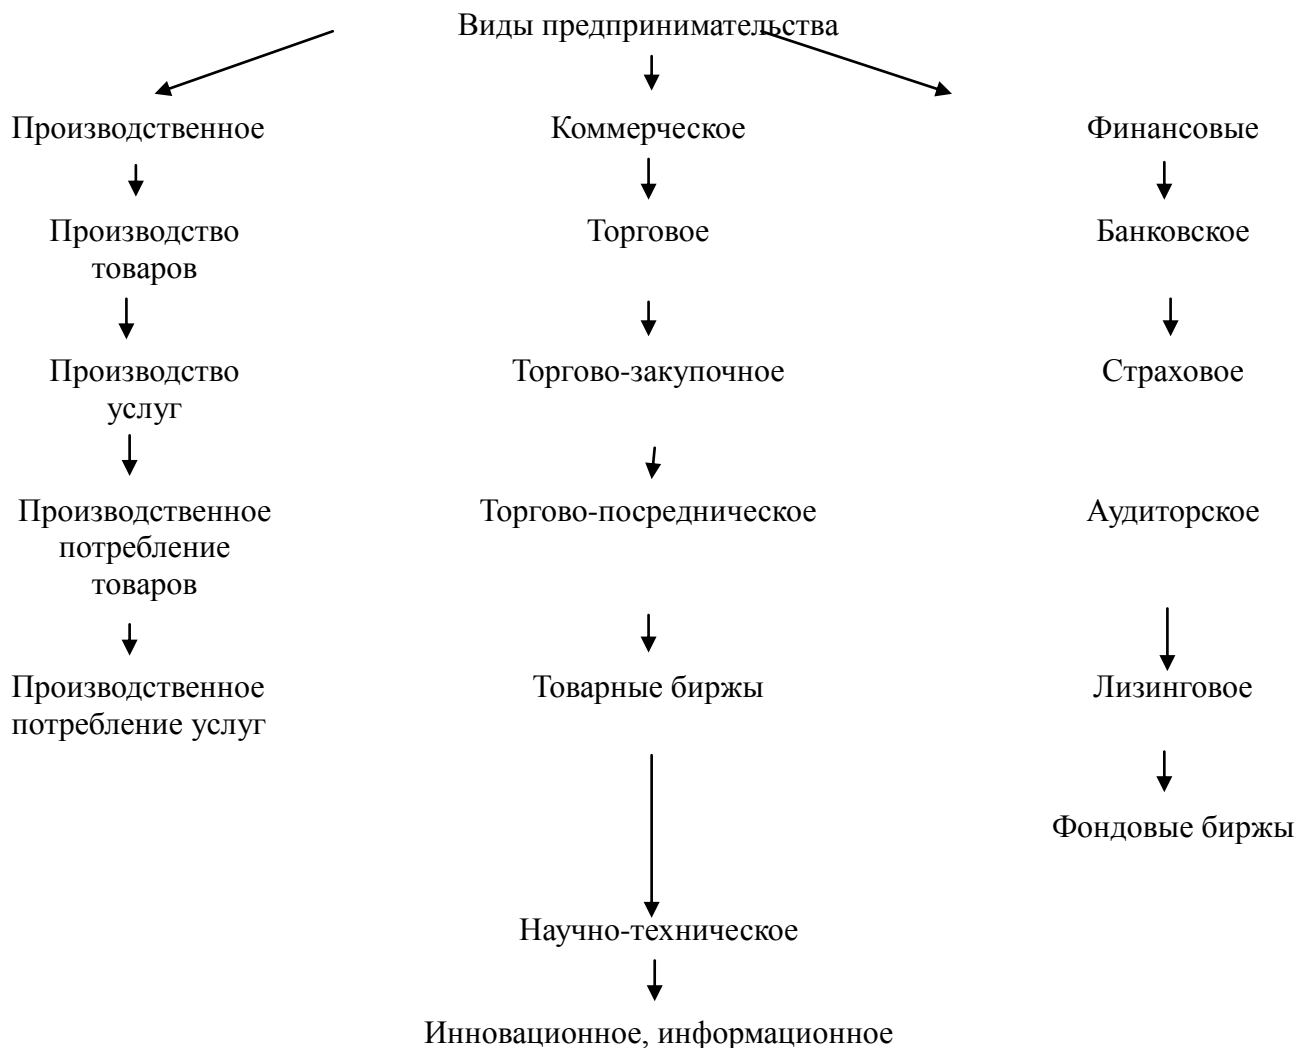 Виды предпринимательства
Производственное
Коммерческое
Финансовые
Производство
товаров
Торговое
Банковское
Производство
услуг
Торгово-закупочное
Страховое
Производственное
потребление
товаров
Торгово-посредническое
Аудиторское
Производственное
потребление услуг
Товарные биржы
Лизинговое
Фондовые биржы
Научно-техническое
Инновационное, информационное